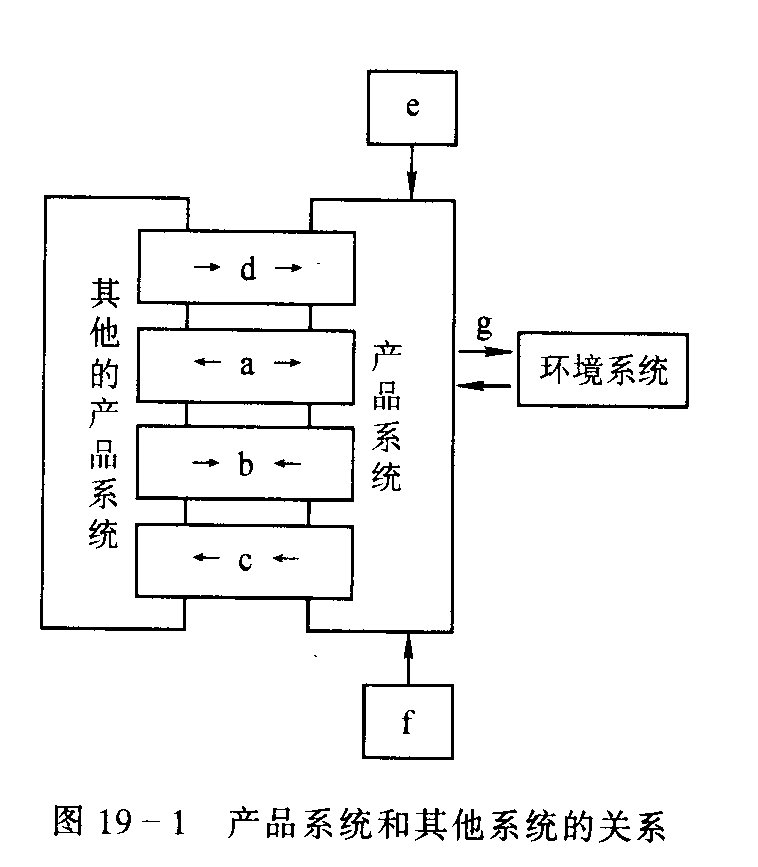 e
其他的产品系统
→ d →
← a →
→ b ←
← c ←
产品系统
g
环境系统
f
图 19-1 产品系统和其他系统的关系